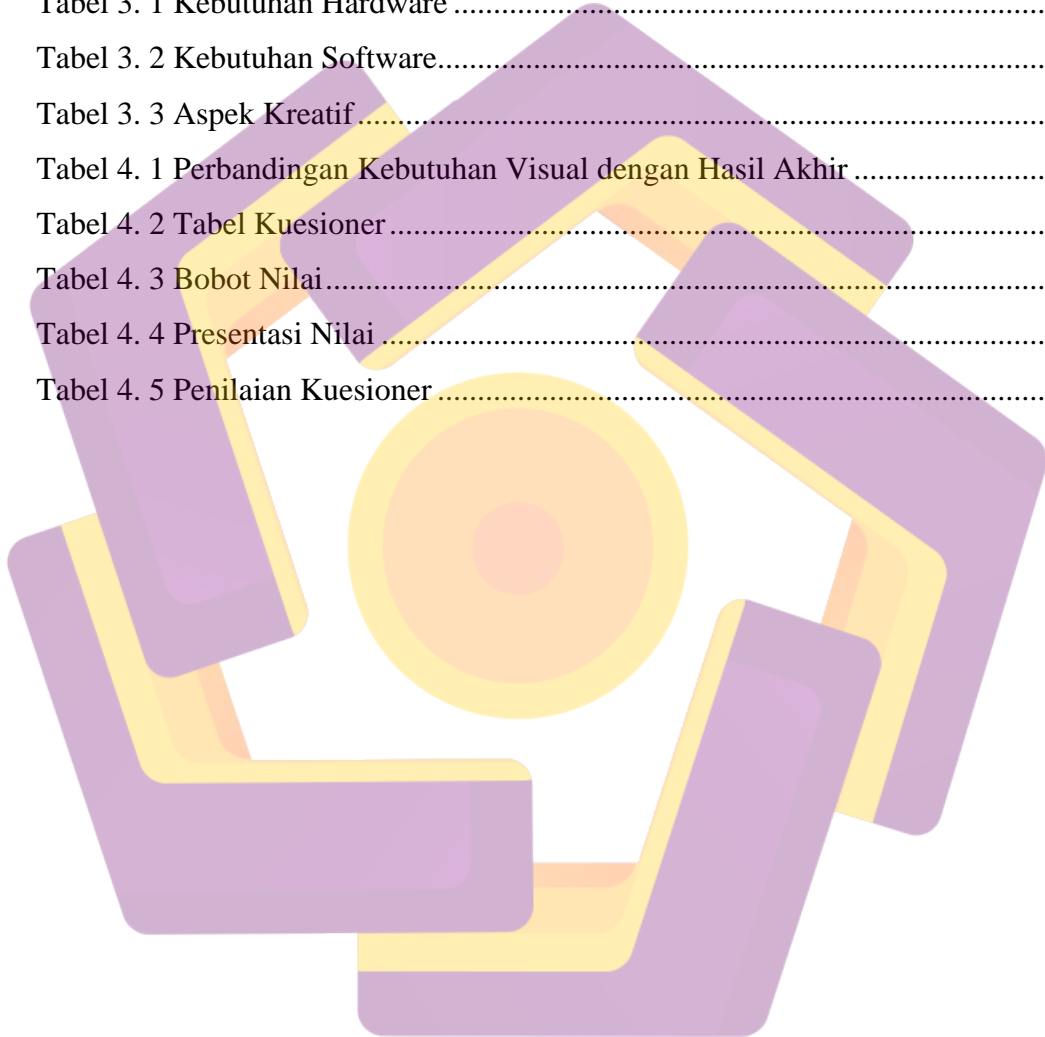 Tabel 3. 1 Kebutuhan Hardware ..........................................................................
Tabel 3. 2 Kebutuhan Software............................................................................
Tabel 3. 3 Aspek Kreatif......................................................................................
Tabel 4. 1 Perbandingan Kebutuhan Visual dengan Hasil Akhir ........................
Tabel 4. 2 Tabel Kuesioner ..................................................................................
Tabel 4. 3 Bobot Nilai..........................................................................................
Tabel 4. 4 Presentasi Nilai ...................................................................................
Tabel 4. 5 Penilaian Kuesioner ............................................................................